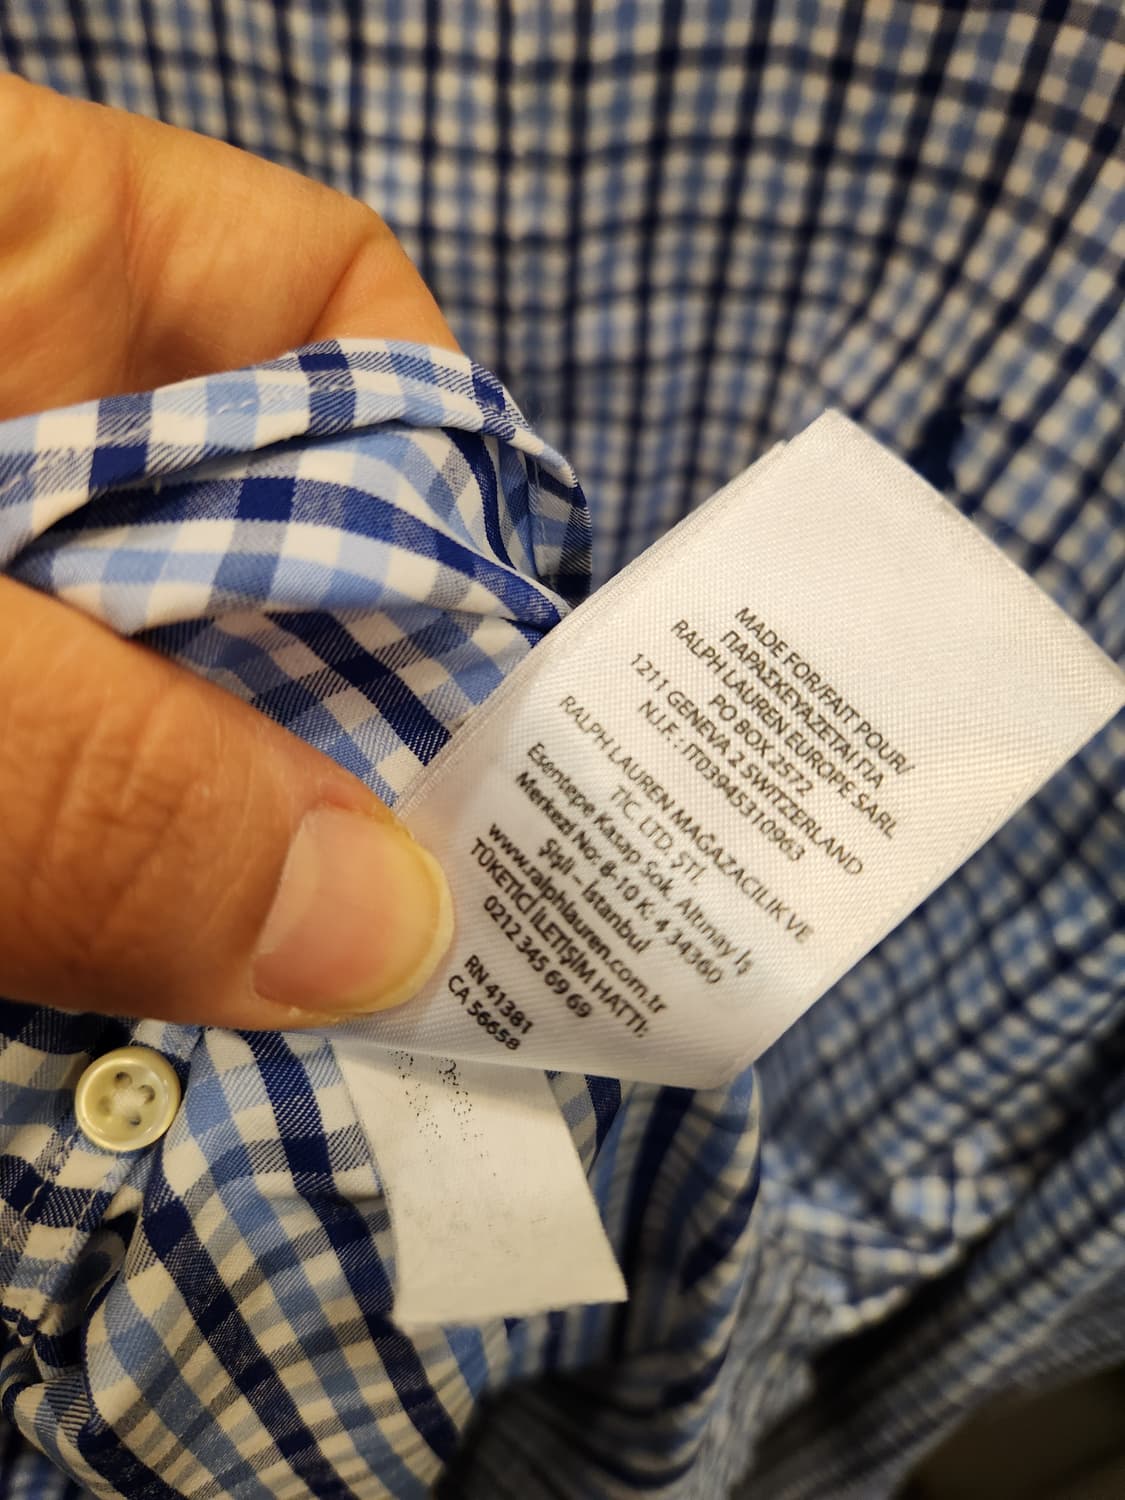 MADE FOR/FAIT POUR/
ΠΑΡΑΣΚΕΥΑΖΕΤΑΙ ΓΙΑ
RALPH LAUREN EUROPE SARL
PO BOX 2572
1211 GENEVA 2 SWITZERLAND
N.I.F. : IT03945310963
RALPH LAUREN MAĞAZACILIK VE
TİC. LTD. ŞTİ.
Esentepe Kasap Sok. Altınay İş
Merkezi No: 8-10 K: 4 34360
Şişli – İstanbul
www.ralphlauren.com.tr
TÜKETİCİ İLETİŞİM HATTI:
0212 345 69 69
RN 41381
CA 56658